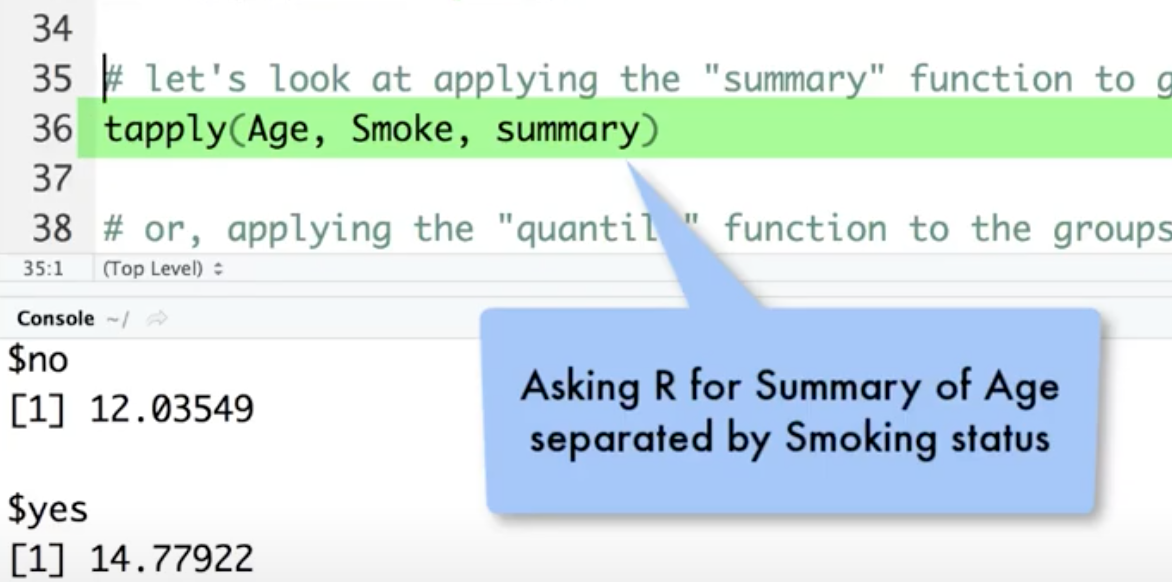 34
35 # let's look at applying the "summary" function to g
36 tapply(Age, Smoke, summary)
37
38 # or, applying the "quantil " function to the groups
35:1 (Top Level)
Console ~/
$no
[1] 12.03549
Asking R for Summary of Age
separated by Smoking status
$yes
[1] 14.77922